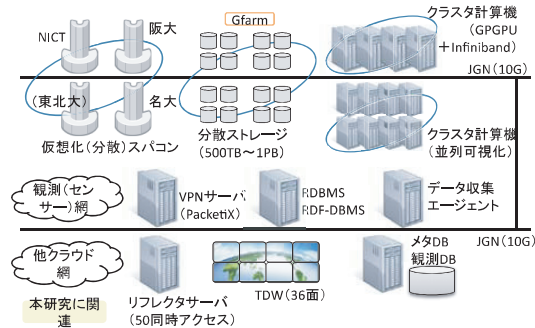 NICT
阪大
Gfarm
クラスタ計算機
(GPGPU
+Infiniband)
JGN(10G)
(東北大)
名大
仮想化(分散)スパコン
分散ストレージ
(500TB~1PB)
クラスタ計算機
(並列可視化)
観測(セン
サー)網
VPNサーバ
(PacketiX)
RDBMS
RDF-DBMS
データ収集
エージェント
JGN(10G)
他クラウド
網
リフレクタサーバ
(50同時アクセス)
TDW(36面)
メタDB
観測DB
本研究に関
連